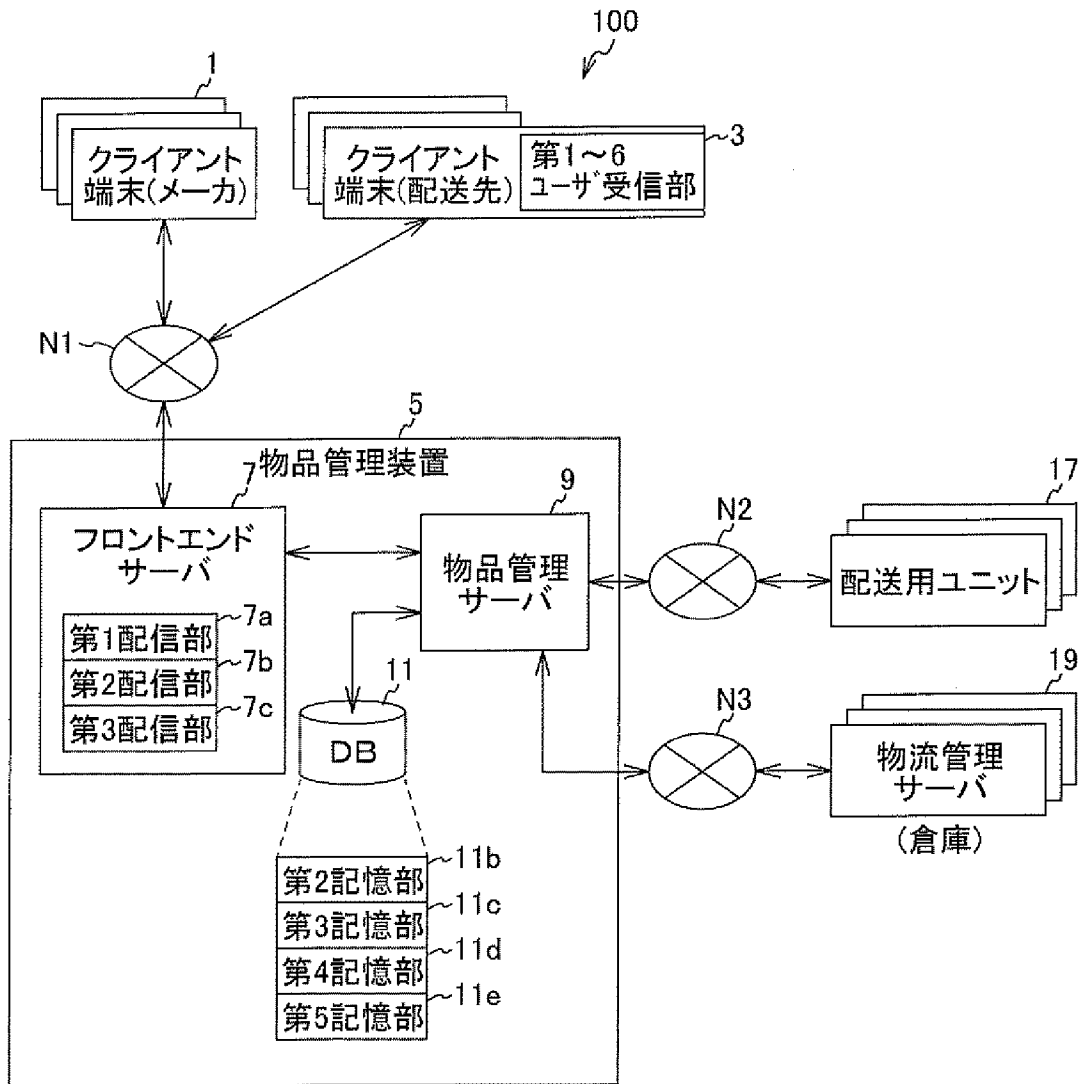 100
1
クライアント
端末(メーカ)
3
クライアント
端末(配送先)
第1～6
ユーザ受信部
N1
5
物品管理装置
7
フロントエンド
サーバ
7a
第1配信部
7b
第2配信部
7c
第3配信部
9
物品管理
サーバ
11
DB
11b
第2記憶部
11c
第3記憶部
11d
第4記憶部
11e
第5記憶部
N2
17
配送用ユニット
N3
19
物流管理
サーバ
(倉庫)